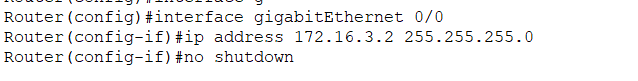 Router(config)#interface gigabitEthernet 0/0
Router(config-if)#ip address 172.16.3.2 255.255.255.0
Router(config-if)#no shutdown